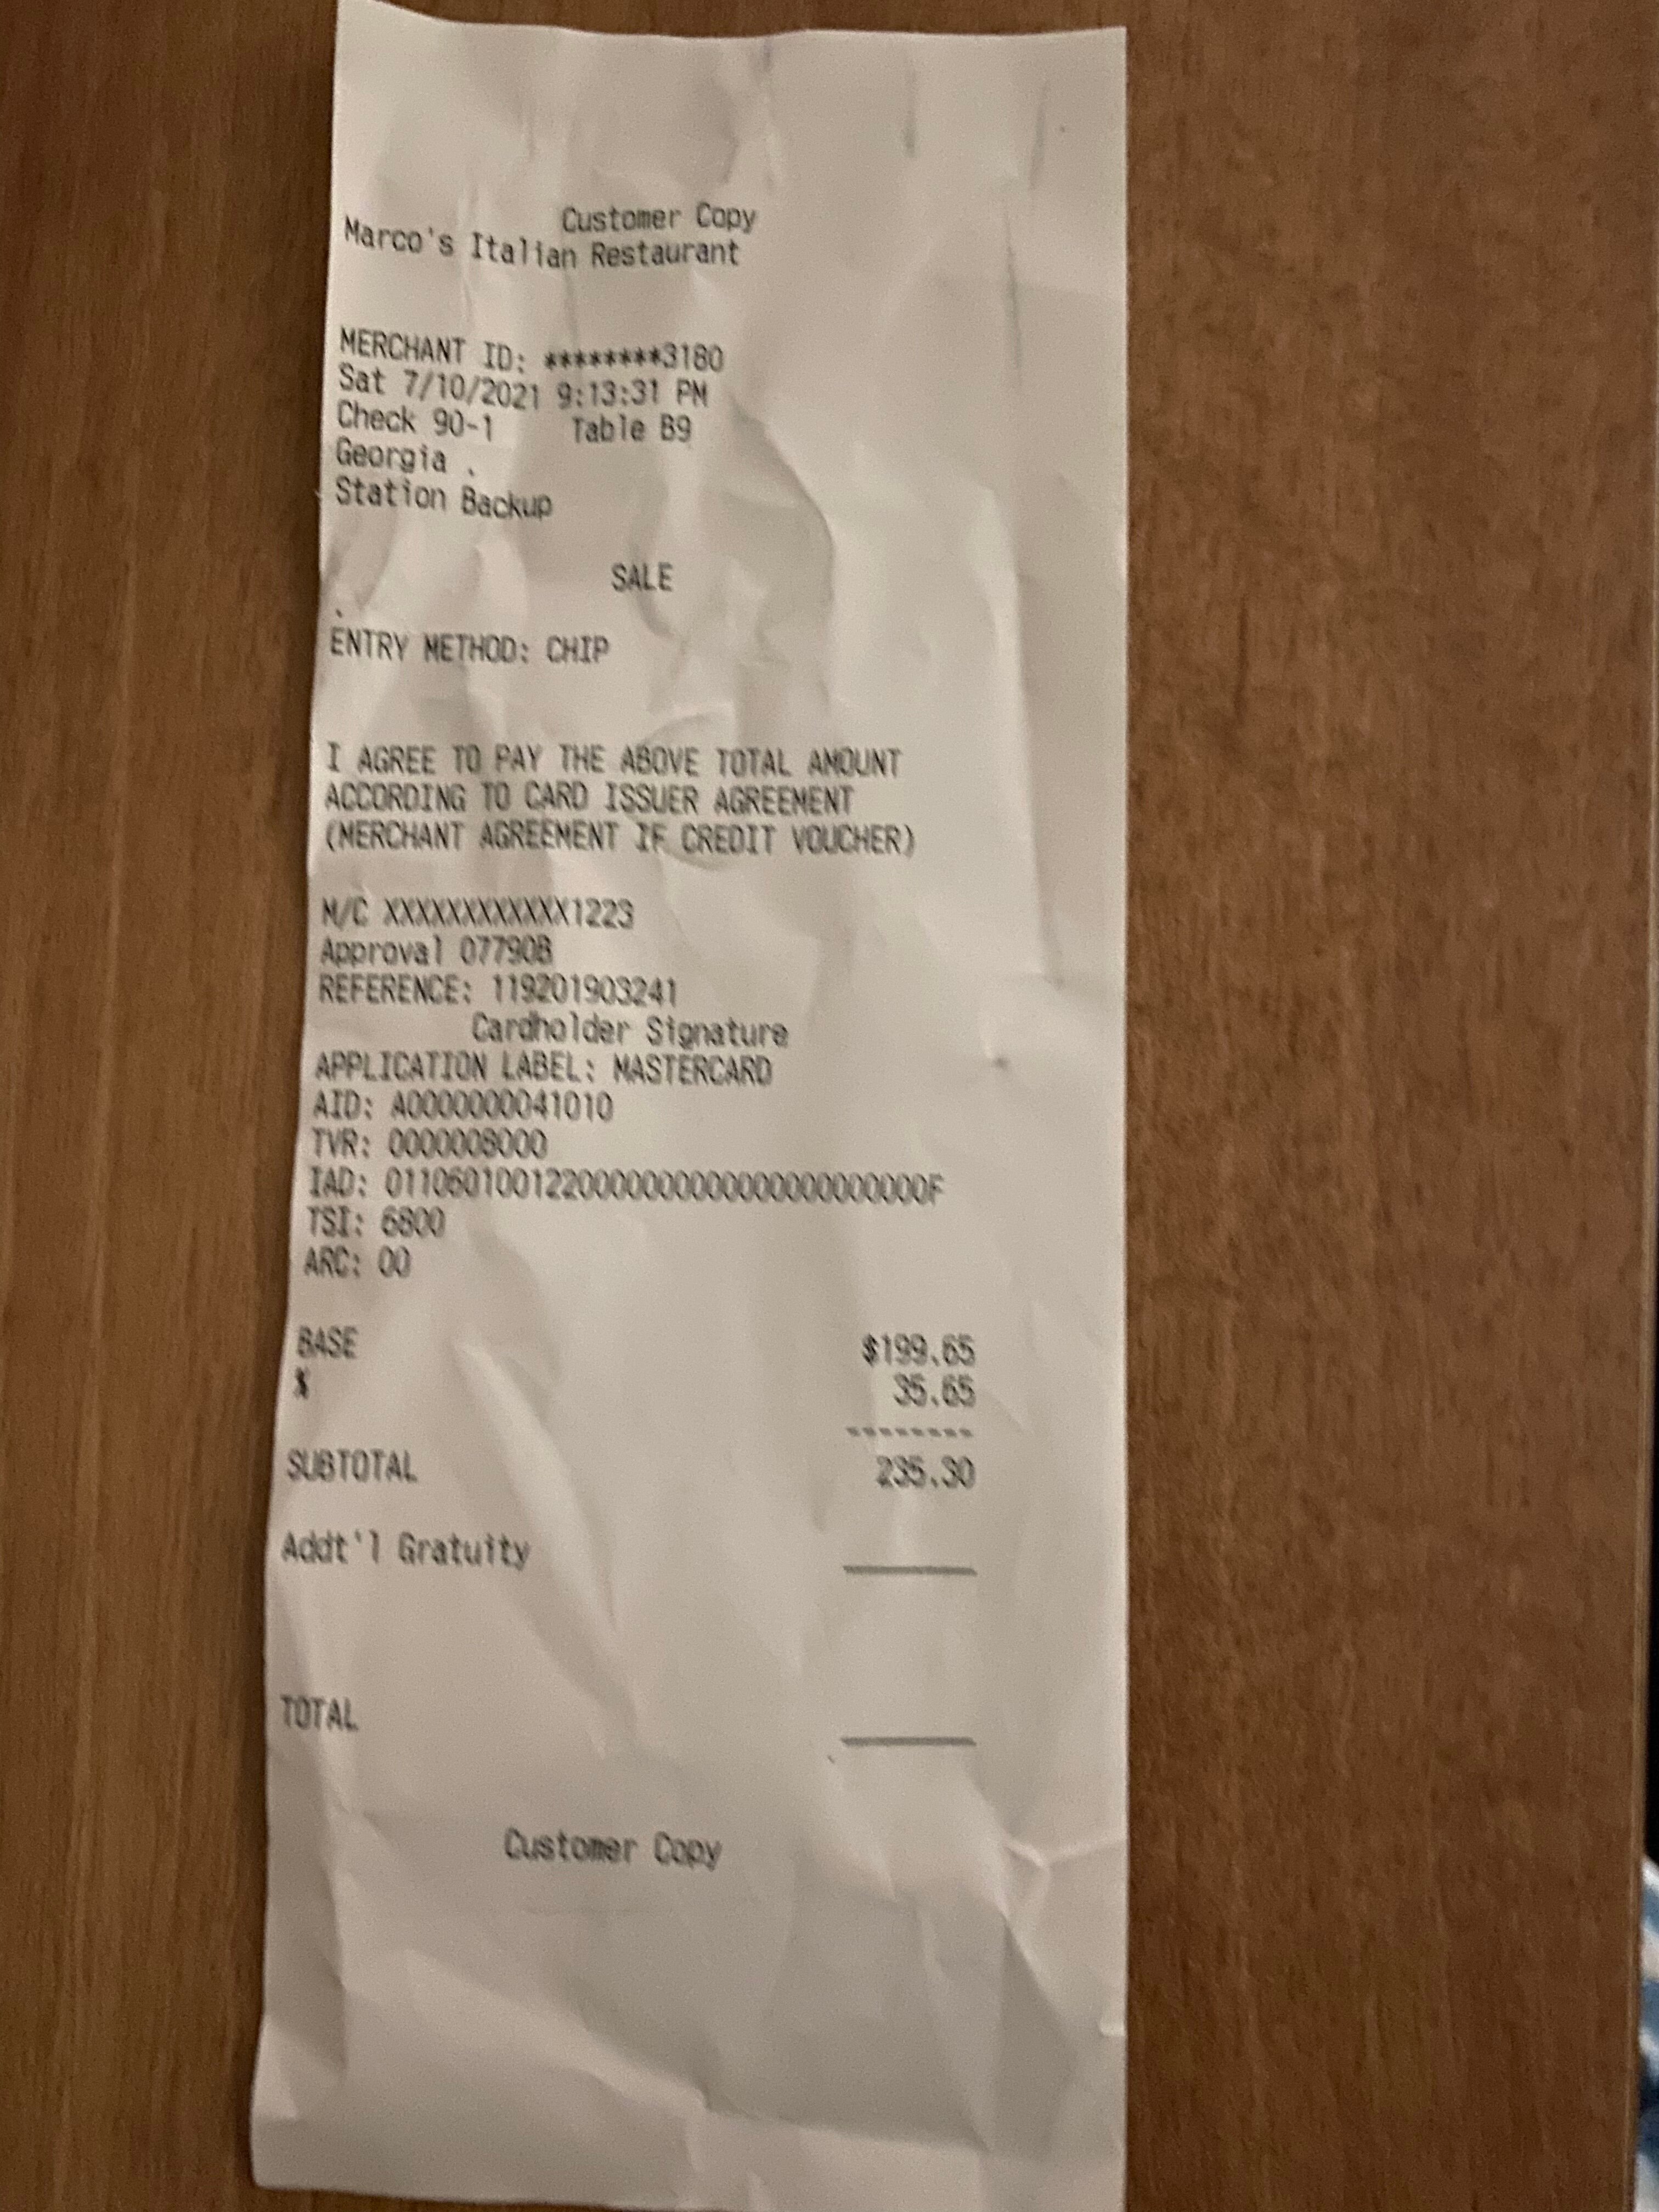 Customer Copy
Marco's Italian Restaurant
MERCHANT ID: ********3180
Sat 7/10/2021 9:13:31 PM
Check 90-1 Table B9
Georgia .
Station Backup
SALE
.
ENTRY METHOD: CHIP
I AGREE TO PAY THE ABOVE TOTAL AMOUNT
ACCORDING TO CARD ISSUER AGREEMENT
(MERCHANT AGREEMENT IF CREDIT VOUCHER)
M/C XXXXXXXXXXXX1223
Approval 07790B
REFERENCE: 119201903241
Cardholder Signature
APPLICATION LABEL: MASTERCARD
AID: A0000000041010
TVR: 0000008000
IAD:
TSI: 6800
ARC: 00
BASE $199.65
% 35.65
SUBTOTAL 235.30
Addt'l Gratuity
TOTAL
Customer Copy